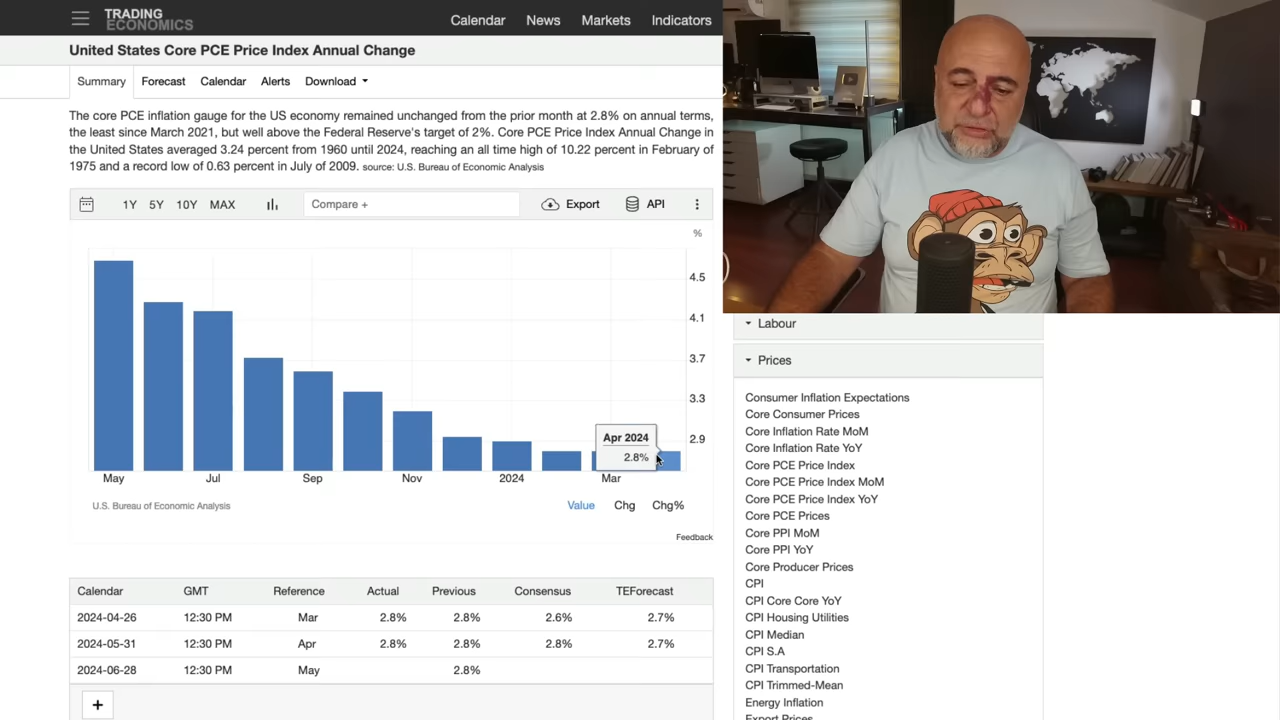 TRADING
ECONOMICS
Calendar News Markets Indicators
United States Core PCE Price Index Annual Change
Summary Forecast Calendar Alerts Download
The core PCE inflation gauge for the US economy remained unchanged from the prior month at 2.8% on annual terms,
the least since March 2021, but well above the Federal Reserve's target of 2%. Core PCE Price Index Annual Change in
the United States averaged 3.24 percent from 1960 until 2024, reaching an all time high of 10.22 percent in February of
1975 and a record low of 0.63 percent in July of 2009. source: U.S. Bureau of Economic Analysis
1Y 5Y 10Y MAX Compare + Export API
%
4.5
4.1
3.7
3.3
2.9
Apr 2024
2.8%
May Jul Sep Nov 2024 Mar
U.S. Bureau of Economic Analysis Value Chg Chg%
Feedback
Calendar GMT Reference Actual Previous Consensus TEForecast
2024-04-26 12:30 PM Mar 2.8% 2.8% 2.6% 2.7%
2024-05-31 12:30 PM Apr 2.8% 2.8% 2.8% 2.7%
2024-06-28 12:30 PM May 2.8%
+
Labour
Prices
Consumer Inflation Expectations
Core Consumer Prices
Core Inflation Rate MoM
Core Inflation Rate YoY
Core PCE Price Index
Core PCE Price Index MoM
Core PCE Price Index YoY
Core PCE Prices
Core PPI MoM
Core PPI YoY
Core Producer Prices
CPI
CPI Core Core YoY
CPI Housing Utilities
CPI Median
CPI S.A
CPI Transportation
CPI Trimmed-Mean
Energy Inflation
Export Prices